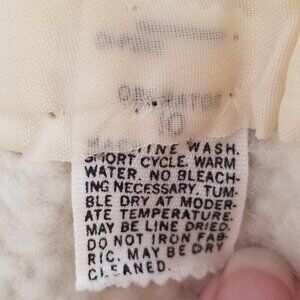 MACHINE WASH.
SHORT CYCLE. WARM
WATER. NO BLEACH-
ING NECESSARY. TUM-
BLE DRY AT MODER-
ATE TEMPERATURE.
MAY BE LINE DRIED.
DO NOT IRON FAB-
RIC. MAY BE DRY
CLEANED.